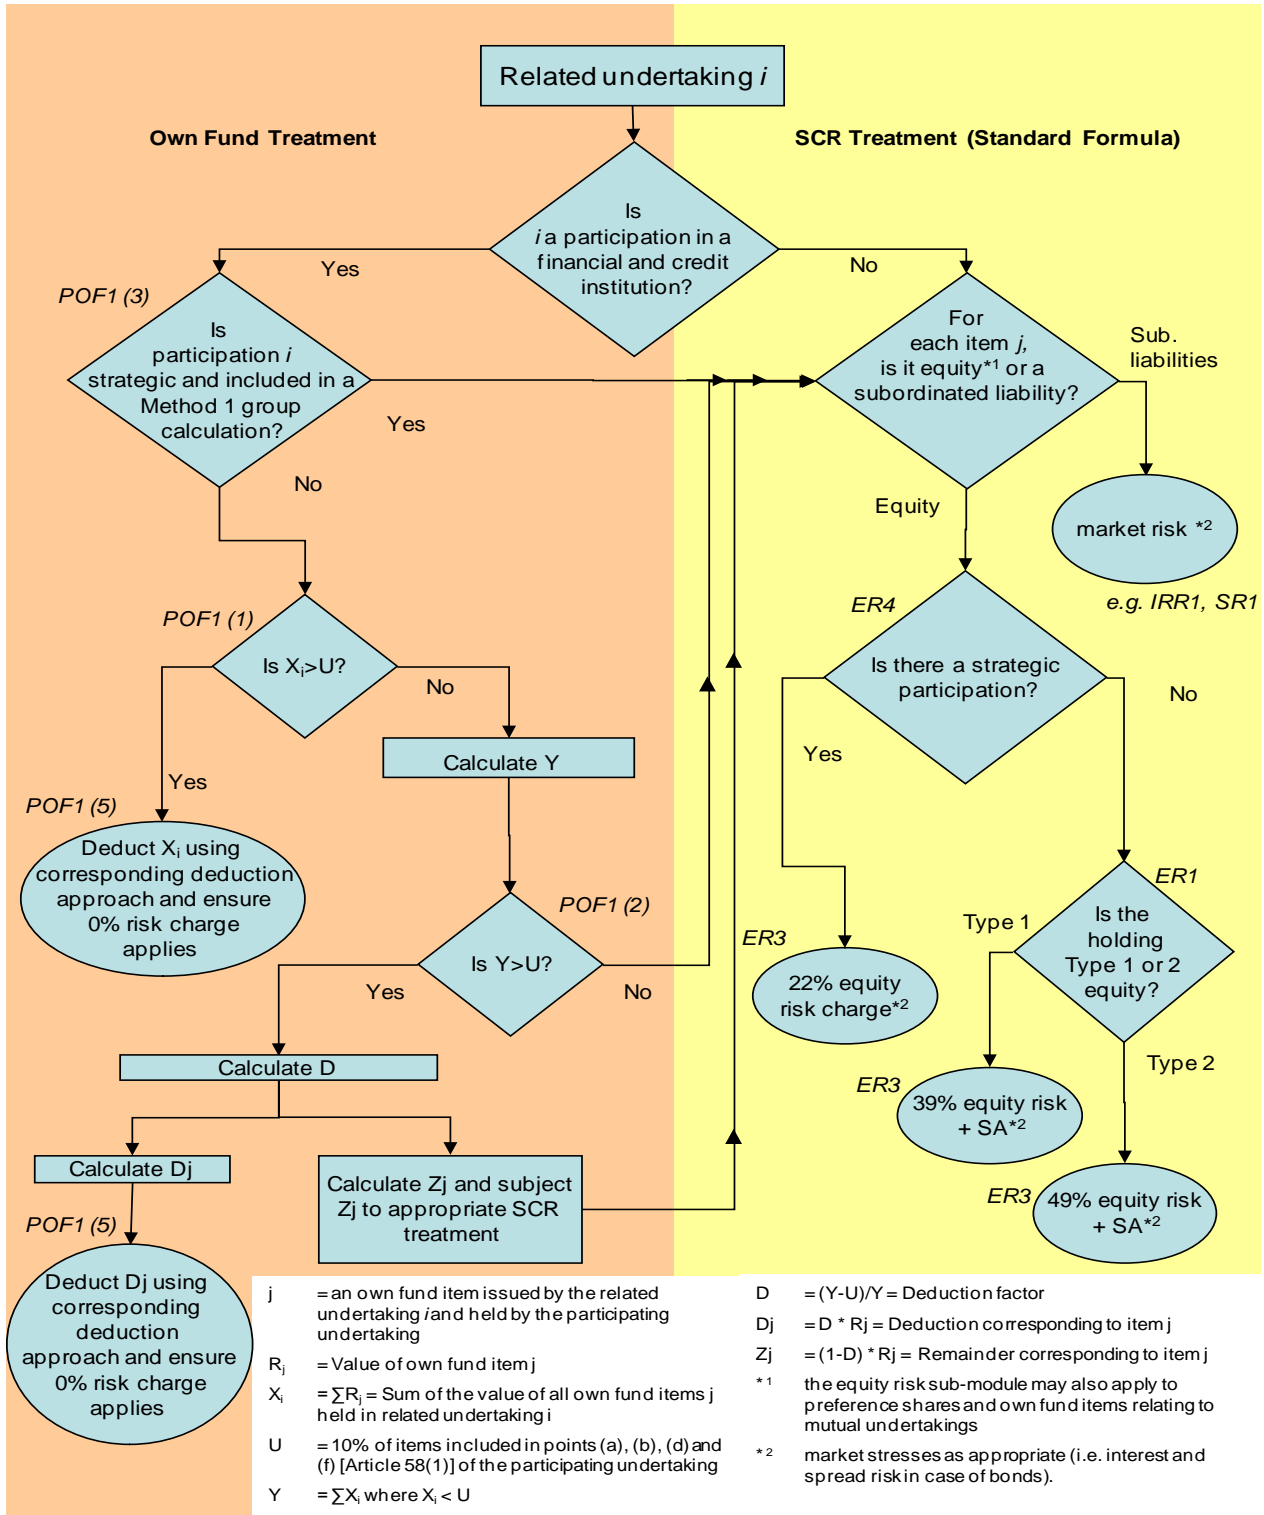 Related undertaking i
Own Fund Treatment
SCR Treatment (Standard Formula)
Is
i a participation in a
financial and credit
institution?
Yes
No
POF1 (3)
Is
participation i
strategic and included in a
Method 1 group
calculation?
Yes
No
For
each item j,
is it equity*1 or a
subordinated liability?
Sub.
liabilities
Equity
market risk *2
e.g. IRR1, SR1
POF1 (1)
Is Xi>U?
No
Yes
ER4
Is there a strategic
participation?
Yes
No
Calculate Y
POF1 (5)
Deduct Xi using
corresponding deduction
approach and ensure
0% risk charge
applies
POF1 (2)
Is Y>U?
Yes
No
ER3
22% equity
risk charge*2
ER1
Type 1
Is the
holding
Type 1 or 2
equity?
Type 2
ER3
39% equity risk
+ SA*2
ER3
49% equity risk
+ SA*2
Calculate D
Calculate Dj
Calculate Zj and subject
Zj to appropriate SCR
treatment
POF1 (5)
Deduct Dj using
corresponding
deduction
approach and ensure
0% risk charge
applies
j =an own fund item issued by the related
undertaking i and held by the participating
undertaking
Rj =Value of own fund item j
Xi =∑Rj = Sum of the value of all own fund items j
held in related undertaking i
U =10% of items included in points (a), (b), (d) and
(f) [Article 58(1)] of the participating undertaking
Y =∑Xi where Xi < U
D =(Y-U)/Y = Deduction factor
Dj =D * Rj = Deduction corresponding to item j
Zj =(1-D) * Rj = Remainder corresponding to item j
*1 the equity risk sub-module may also apply to
preference shares and own fund items relating to
mutual undertakings
*2 market stresses as appropriate (i.e. interest and
spread risk in case of bonds).